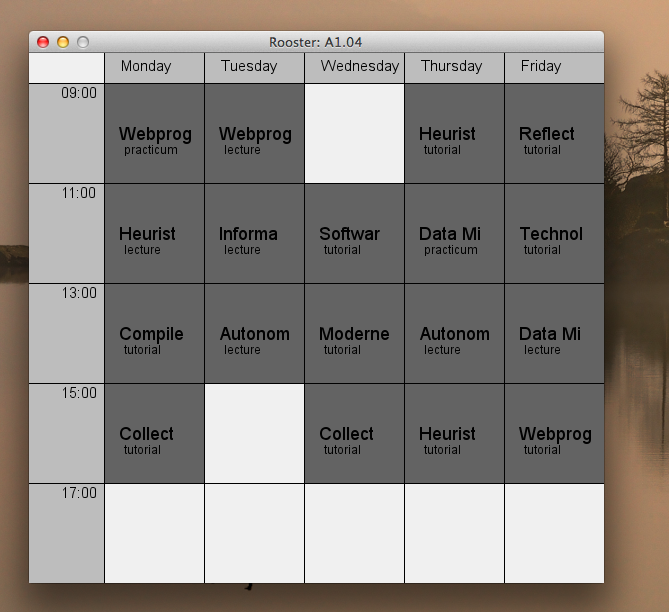 Rooster: A1.04
Monday Tuesday Wednesday Thursday Friday
09:00
Webprog Webprog Heurist Reflect
practicum lecture tutorial tutorial
11:00
Heurist Informa Softwar Data Mi Technol
lecture lecture tutorial practicum tutorial
13:00
Compile Autonom Moderne Autonom Data Mi
tutorial lecture tutorial lecture lecture
15:00
Collect Collect Heurist Webprog
tutorial tutorial tutorial tutorial
17:00